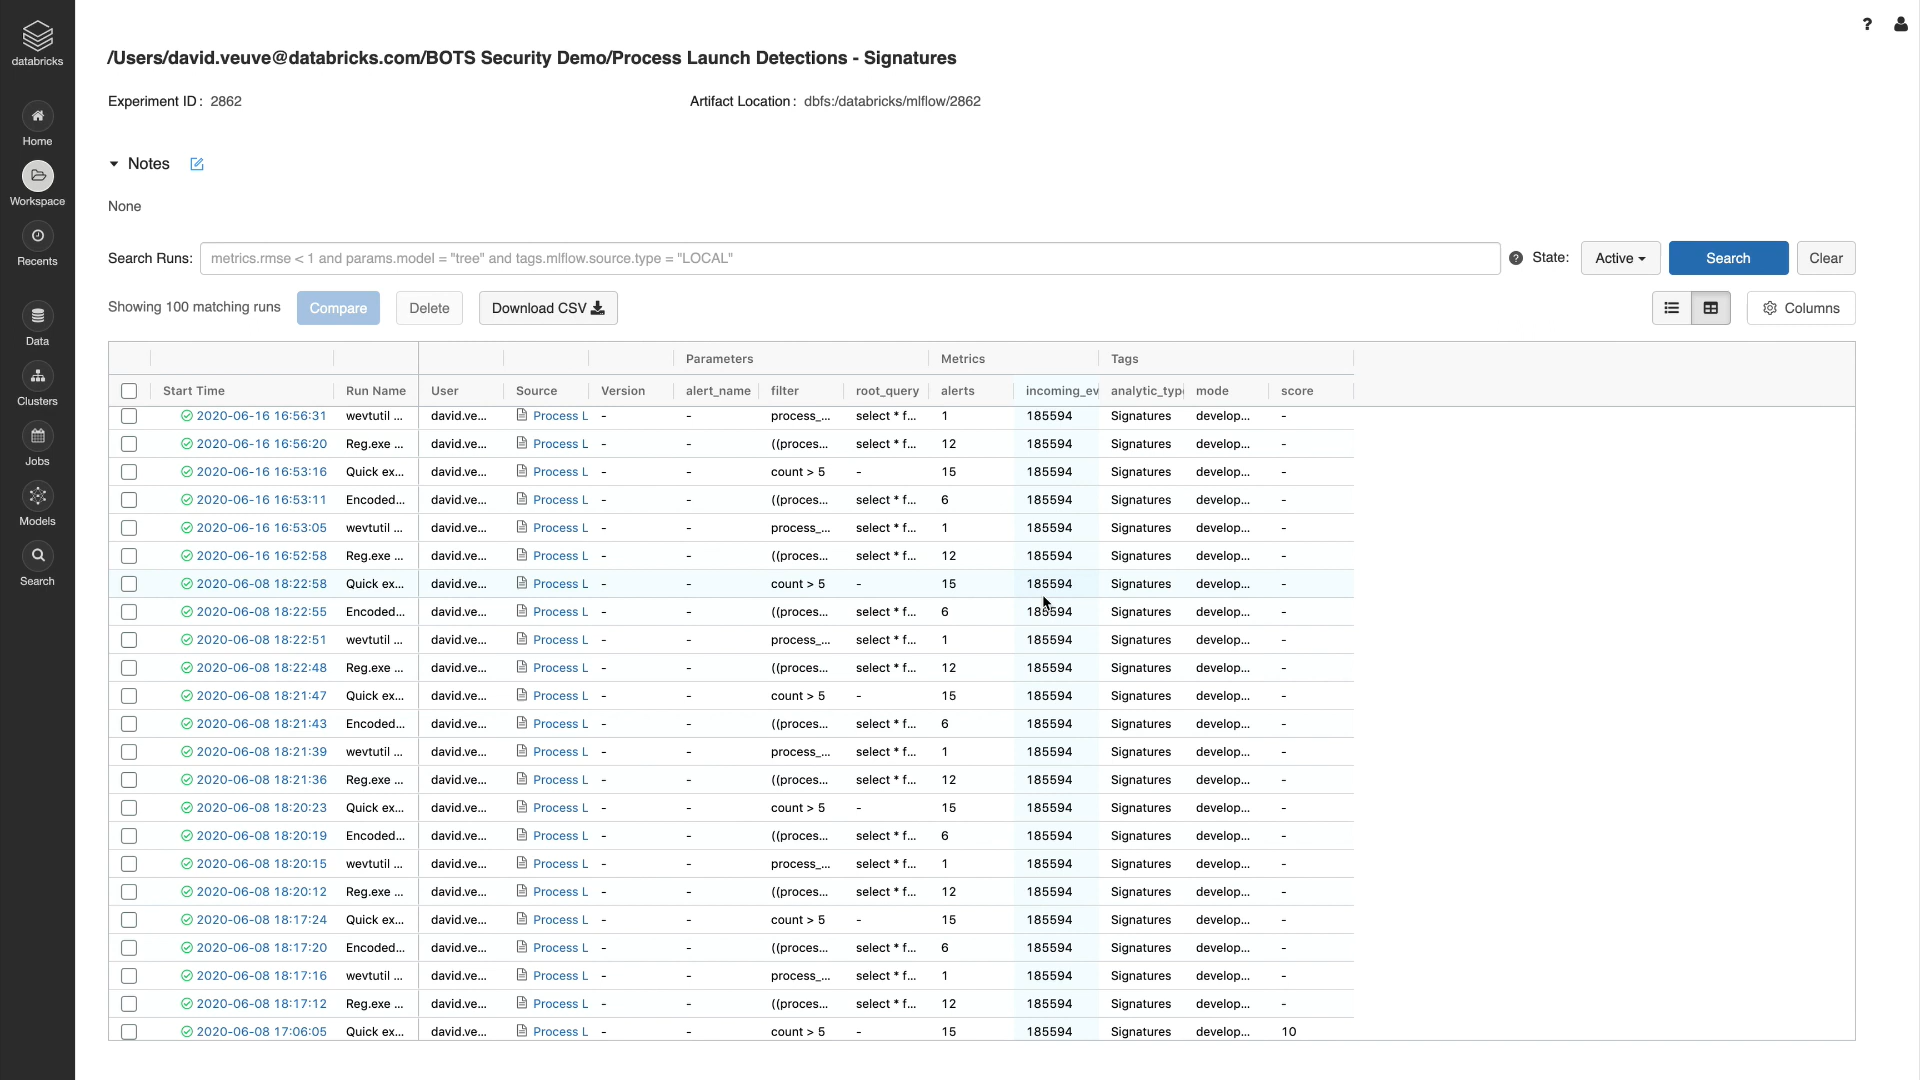 databricks
Home
Workspace
Recents
Data
Clusters
Jobs
Models
Search
?
/Users/david.veuve@databricks.com/BOTS Security Demo/Process Launch Detections - Signatures
Experiment ID: 2862 Artifact Location: dbfs:/databricks/mlflow/2862
Notes
None
Search Runs: metrics.rmse < 1 and params.model = "tree" and tags.mlflow.source.type = "LOCAL" ? State: Active Search Clear
Showing 100 matching runs Compare Delete Download CSV Columns
Parameters Metrics Tags
Start Time Run Name User Source Version alert_name filter root_query alerts incoming_ev analytic_typ mode score
2020-06-16 16:56:31 wevtutil ... david.ve... Process L - - process_... select * f... 1 185594 Signatures develop... -
2020-06-16 16:56:20 Reg.exe ... david.ve... Process L - - ((proces... select * f... 12 185594 Signatures develop... -
2020-06-16 16:53:16 Quick ex... david.ve... Process L - - count > 5 - 15 185594 Signatures develop... -
2020-06-16 16:53:11 Encoded... david.ve... Process L - - ((proces... select * f... 6 185594 Signatures develop... -
2020-06-16 16:53:05 wevtutil ... david.ve... Process L - - process_... select * f... 1 185594 Signatures develop... -
2020-06-16 16:52:58 Reg.exe ... david.ve... Process L - - ((proces... select * f... 12 185594 Signatures develop... -
2020-06-08 18:22:58 Quick ex... david.ve... Process L - - count > 5 - 15 185594 Signatures develop... -
2020-06-08 18:22:55 Encoded... david.ve... Process L - - ((proces... select * f... 6 185594 Signatures develop... -
2020-06-08 18:22:51 wevtutil ... david.ve... Process L - - process_... select * f... 1 185594 Signatures develop... -
2020-06-08 18:22:48 Reg.exe ... david.ve... Process L - - ((proces... select * f... 12 185594 Signatures develop... -
2020-06-08 18:21:47 Quick ex... david.ve... Process L - - count > 5 - 15 185594 Signatures develop... -
2020-06-08 18:21:43 Encoded... david.ve... Process L - - ((proces... select * f... 6 185594 Signatures develop... -
2020-06-08 18:21:39 wevtutil ... david.ve... Process L - - process_... select * f... 1 185594 Signatures develop... -
2020-06-08 18:21:36 Reg.exe ... david.ve... Process L - - ((proces... select * f... 12 185594 Signatures develop... -
2020-06-08 18:20:23 Quick ex... david.ve... Process L - - count > 5 - 15 185594 Signatures develop... -
2020-06-08 18:20:19 Encoded... david.ve... Process L - - ((proces... select * f... 6 185594 Signatures develop... -
2020-06-08 18:20:15 wevtutil ... david.ve... Process L - - process_... select * f... 1 185594 Signatures develop... -
2020-06-08 18:20:12 Reg.exe ... david.ve... Process L - - ((proces... select * f... 12 185594 Signatures develop... -
2020-06-08 18:17:24 Quick ex... david.ve... Process L - - count > 5 - 15 185594 Signatures develop... -
2020-06-08 18:17:20 Encoded... david.ve... Process L - - ((proces... select * f... 6 185594 Signatures develop... -
2020-06-08 18:17:16 wevtutil ... david.ve... Process L - - process_... select * f... 1 185594 Signatures develop... -
2020-06-08 18:17:12 Reg.exe ... david.ve... Process L - - ((proces... select * f... 12 185594 Signatures develop... -
2020-06-08 17:06:05 Quick ex... david.ve... Process L - - count > 5 - 15 185594 Signatures develop... 10